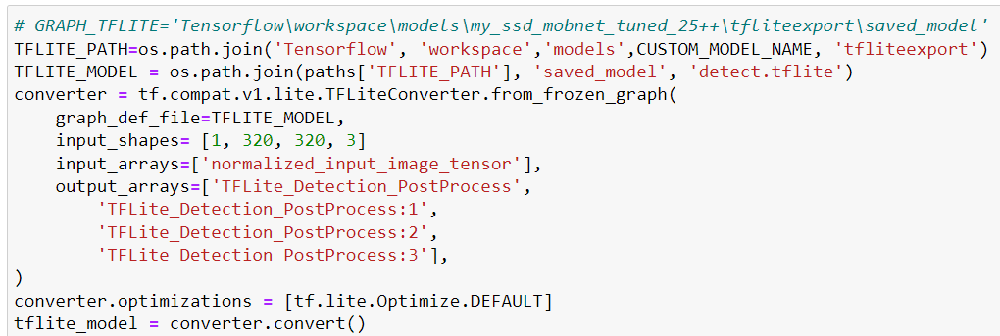 # GRAPH_TFLITE='Tensorflow\workspace\models\my_ssd_mobnet_tuned_25++\tfliteexport\saved_model'
TFLITE_PATH=os.path.join('Tensorflow', 'workspace','models',CUSTOM_MODEL_NAME, 'tfliteexport')
TFLITE_MODEL = os.path.join(paths['TFLITE_PATH'], 'saved_model', 'detect.tflite')
converter = tf.compat.v1.lite.TFLiteConverter.from_frozen_graph(
    graph_def_file=TFLITE_MODEL,
    input_shapes= [1, 320, 320, 3]
    input_arrays=['normalized_input_image_tensor'],
    output_arrays=['TFLite_Detection_PostProcess',
        'TFLite_Detection_PostProcess:1',
        'TFLite_Detection_PostProcess:2',
        'TFLite_Detection_PostProcess:3'],
)
converter.optimizations = [tf.lite.Optimize.DEFAULT]
tflite_model = converter.convert()